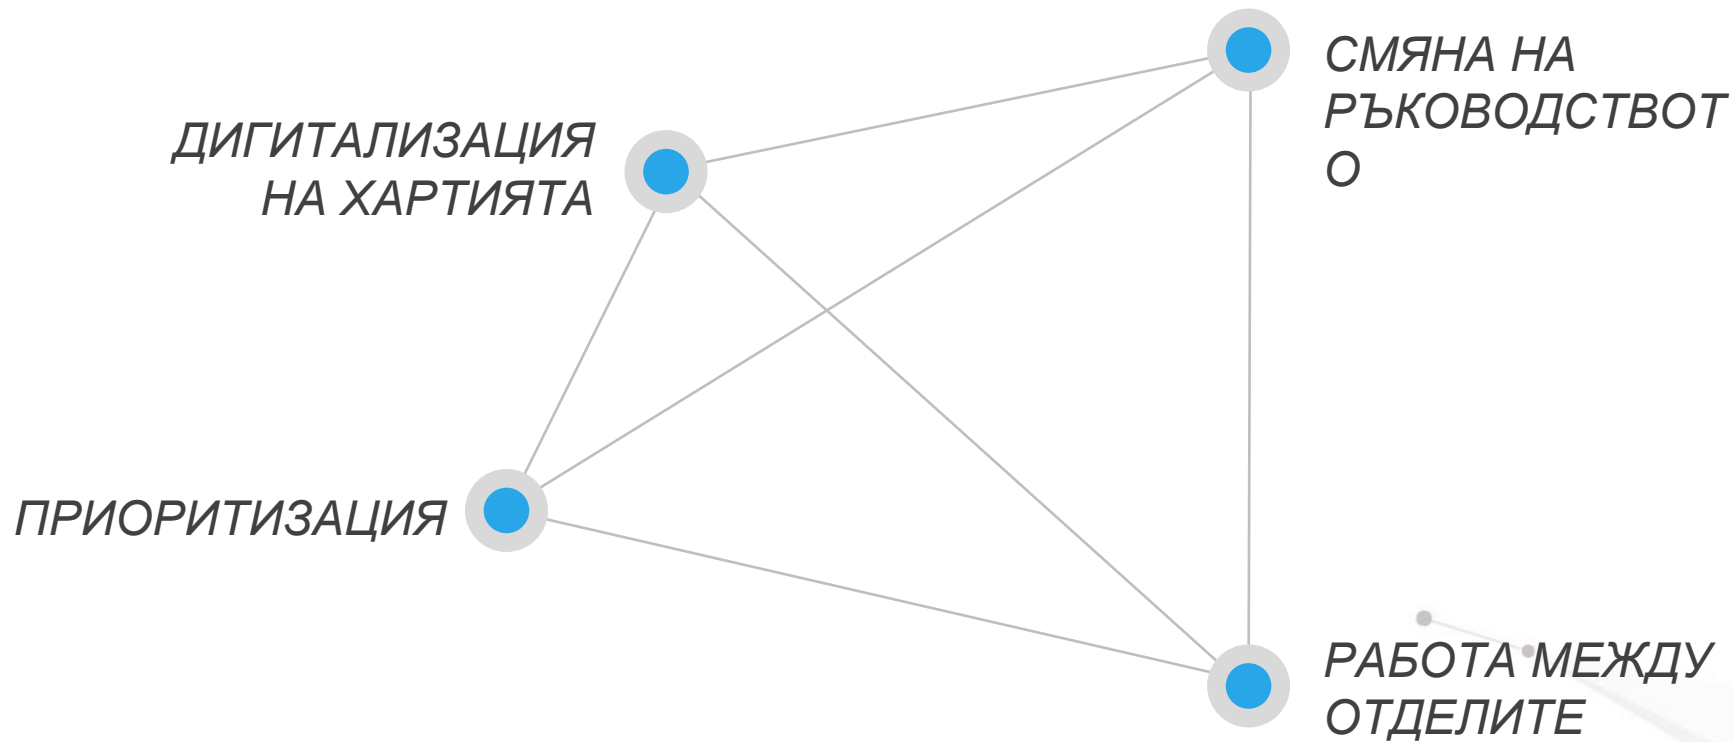 СМЯНА НА
РЪКОВОДСТВОТ
О
ДИГИТАЛИЗАЦИЯ
НА ХАРТИЯТА
ПРИОРИТИЗАЦИЯ
РАБОТА МЕЖДУ
ОТДЕЛИТЕ